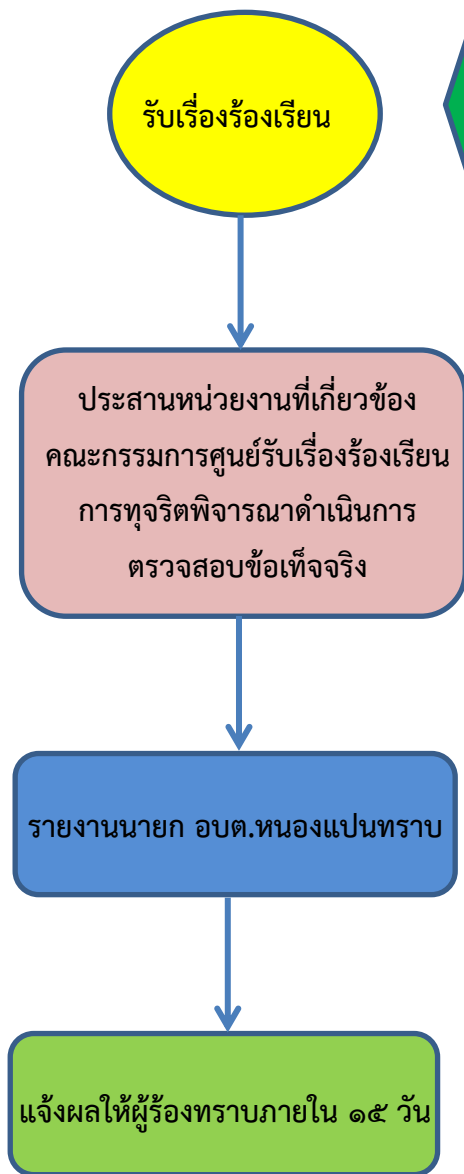 รับเรื่องร้องเรียน
ประสานหน่วยงานที่เกี่ยวข้อง
คณะกรรมการศูนย์รับเรื่องร้องเรียน
การทุจริตพิจารณาดำเนินการ
ตรวจสอบข้อเท็จจริง
รายงานนายก อบต.หนองแปนทราบ
แจ้งผลให้ผู้ร้องทราบภายใน ๑๕ วัน